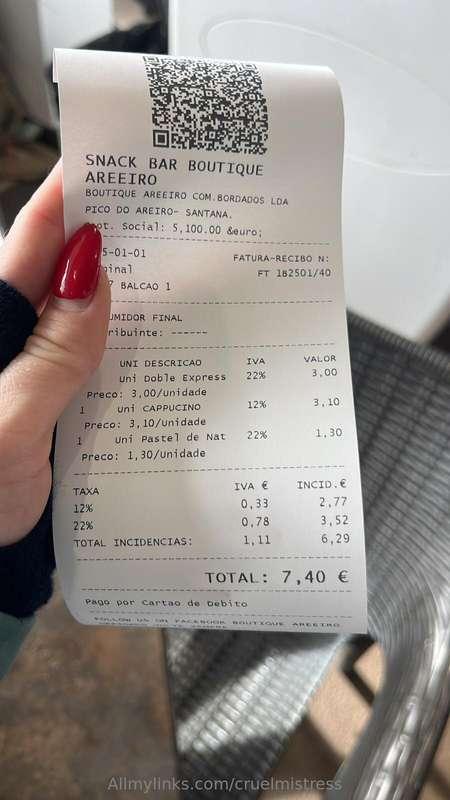 SNACK BAR BOUTIQUE
AREEIRO
BOUTIQUE AREEIRO COM.BORDADOS LDA
PICO DO AREIRO- SANTANA.
ot. Social: 5,100.00 &euro;
5-01-01
FATURA-RECIBO N:
inal
FT 1B2501/40
7 BALCAO 1
UMIDOR FINAL
ribuinte: ------
UNI DESCRICAO IVA VALOR
Uni Doble Express 22% 3,00
Preco: 3,00/unidade
1 Uni CAPPUCINO 12% 3,10
Preco: 3,10/unidade
1 Uni Pastel de Nat 22% 1,30
Preco: 1,30/unidade
TAXA IVA € INCID.€
12% 0,33 2,77
22% 0,78 3,52
TOTAL INCIDENCIAS: 1,11 6,29
TOTAL: 7,40 €
Pago por Cartao de Debito
FOLLOW US ON FACEBOOK BOUTIQUE AREEIRO
Allmylinks.com/cruelmistress